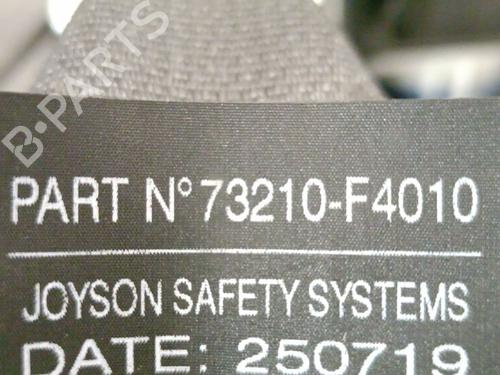 B-PARTS
PART N° 73210-F4010
JOYSON SAFETY SYSTEMS
DATE: 250719